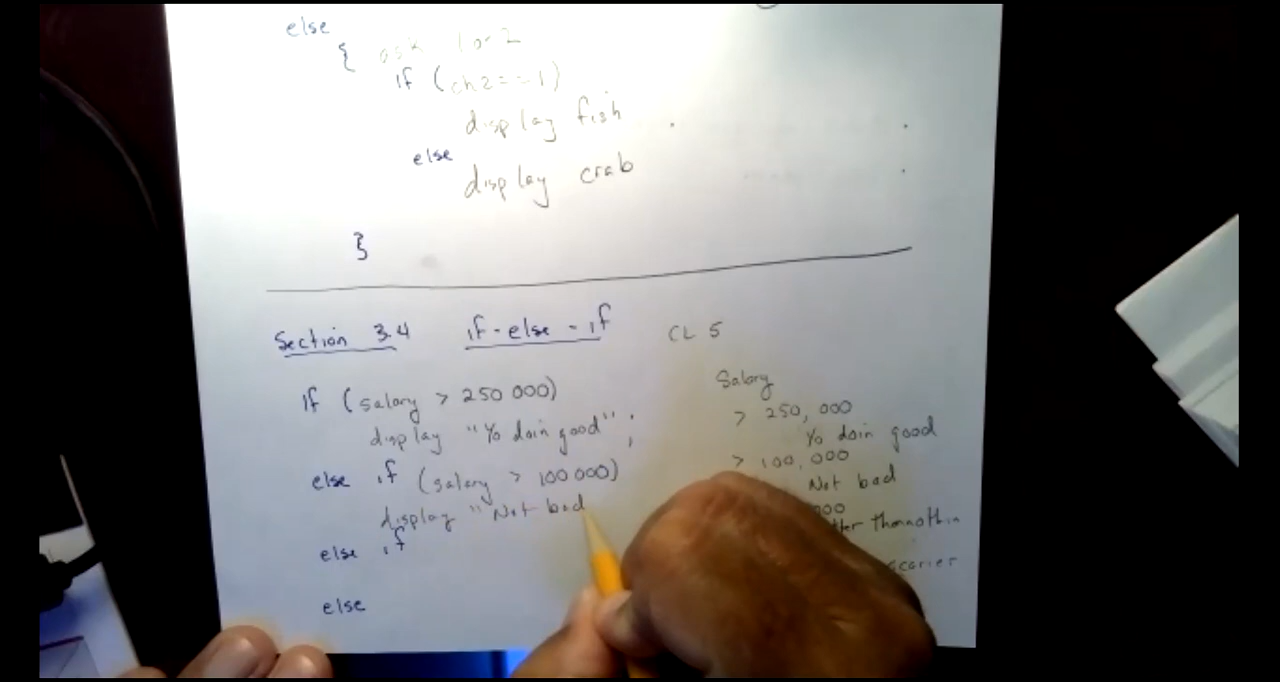 else
{ ask 1 or 2
if (ch2 == 1)
display fish
else
display crab
}
Section 3.4 if-else-if CL 5
if (salary > 250 000)
display "Yo doin good" ;
else if (salary > 100 000)
display "Not bad
else if
else
Salary
> 250, 000
Yo doin good
> 100, 000
Not bad
000
scarier